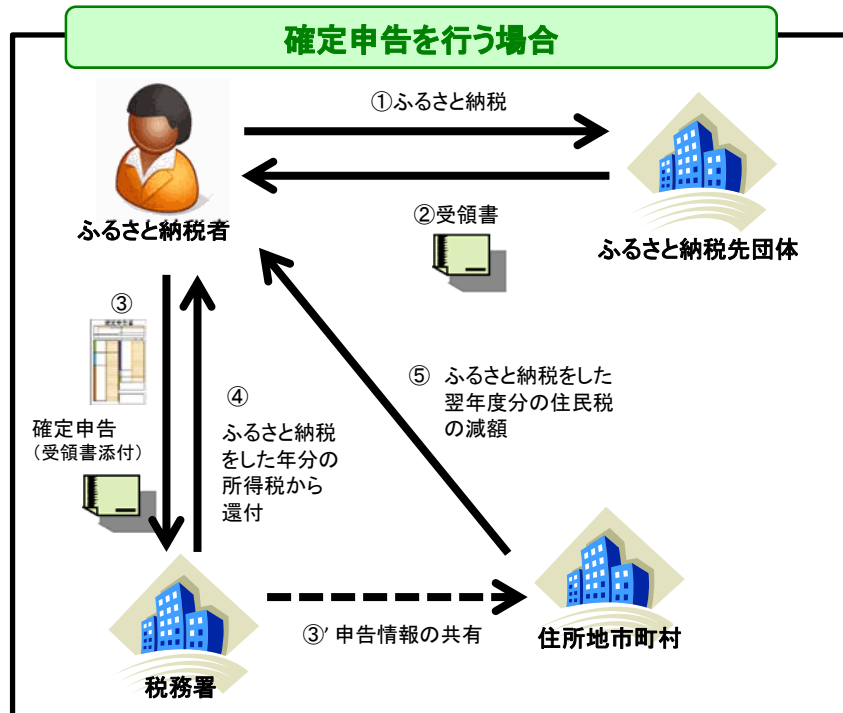 確定申告を行う場合
①ふるさと納税
②受領書
ふるさと納税者
ふるさと納税先団体
③
確定申告
（受領書添付）
④
ふるさと納税
をした年分の
所得税から
還付
⑤ ふるさと納税をした
翌年度分の住民税
の減額
③’申告情報の共有
税務署
住所地市町村